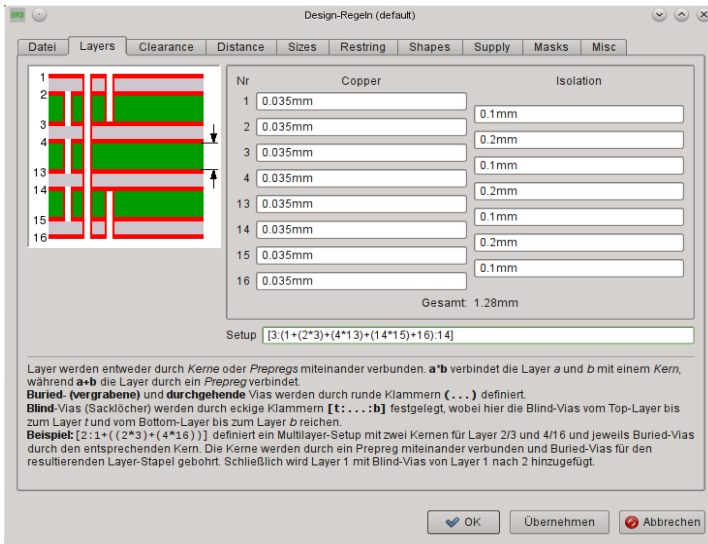 Design-Regeln (default)
Datei Layers Clearance Distance Sizes Restring Shapes Supply Masks Misc
1
2
3
4
13
14
15
16
Nr Copper Isolation
1 0.035mm
0.1mm
2 0.035mm
0.2mm
3 0.035mm
0.1mm
4 0.035mm
0.2mm
13 0.035mm
0.1mm
14 0.035mm
0.2mm
15 0.035mm
0.1mm
16 0.035mm
Gesamt: 1.28mm
Setup [3:(1+(2*3)+(4*13)+(14*15)+16):14]
Layer werden entweder durch Kerne oder Prepregs miteinander verbunden. a*b verbindet die Layer a und b mit einem Kern,
während a+b die Layer durch ein Prepreg verbindet.
Buried- (vergrabene) und durchgehende Vias werden durch runde Klammern (...) definiert.
Blind-Vias (Sacklöcher) werden durch eckige Klammern [t:...:b] festgelegt, wobei hier die Blind-Vias vom Top-Layer bis
zum Layer t und vom Bottom-Layer bis zum Layer b reichen.
Beispiel: [2:1+((2*3)+(4*16))] definiert ein Multilayer-Setup mit zwei Kernen für Layer 2/3 und 4/16 und jeweils Buried-Vias
durch den entsprechenden Kern. Die Kerne werden durch ein Prepreg miteinander verbunden und Buried-Vias für den
resultierenden Layer-Stapel gebohrt. Schließlich wird Layer 1 mit Blind-Vias von Layer 1 nach 2 hinzugefügt.
OK Übernehmen Abbrechen